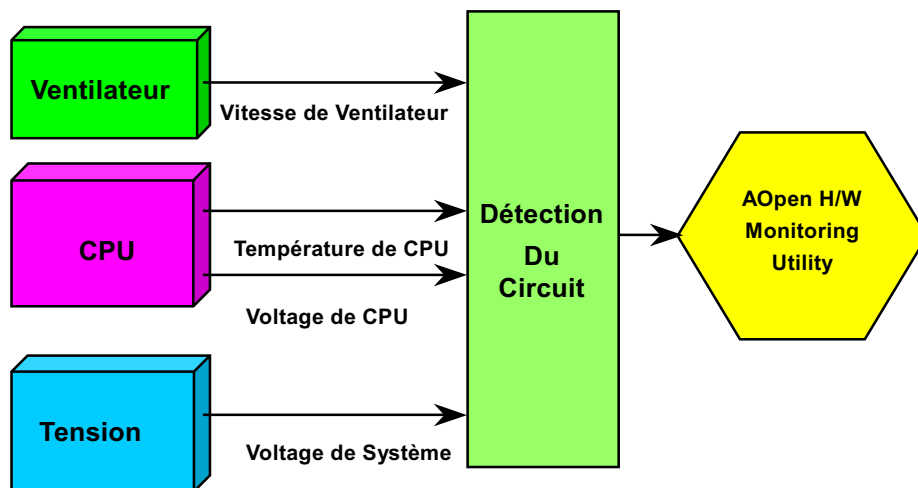 Ventilateur
Vitesse de Ventilateur
CPU
Température de CPU
Voltage de CPU
Tension
Voltage de Système
Détection
Du
Circuit
AOpen H/W
Monitoring
Utility